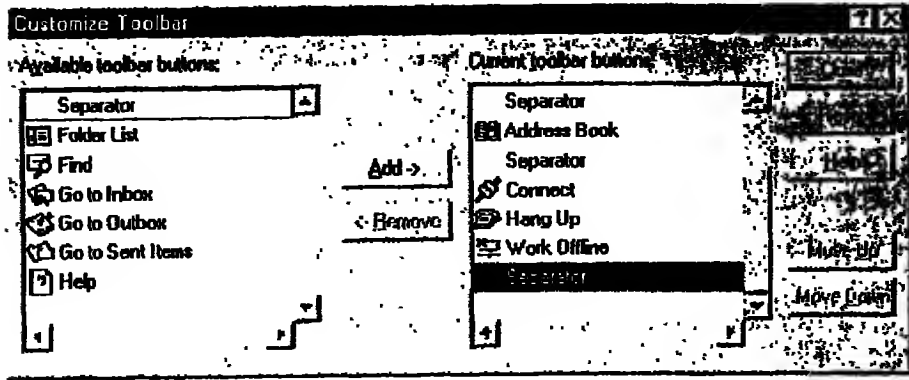 Customize Toolbar
Available toolbar buttons:
Separator
Folder List
Find
Go to Inbox
Go to Outbox
Go to Sent Items
Help
Add ->
<- Remove
Current toolbar buttons:
Separator
Address Book
Separator
Connect
Hang Up
Work Offline
Separator
Close
Help
Move Up
Move Down